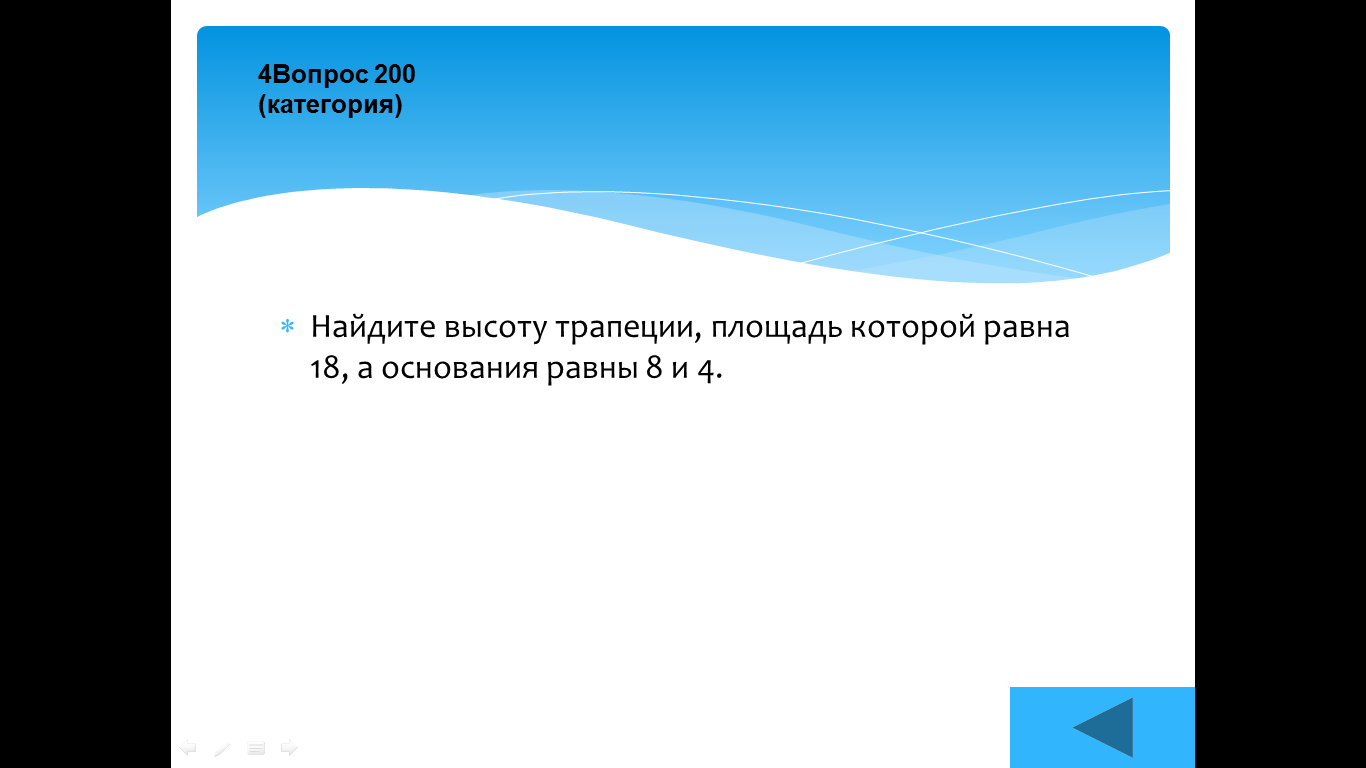 4Вопрос 200
(категория)
Найдите высоту трапеции, площадь которой равна
18, а основания равны 8 и 4.